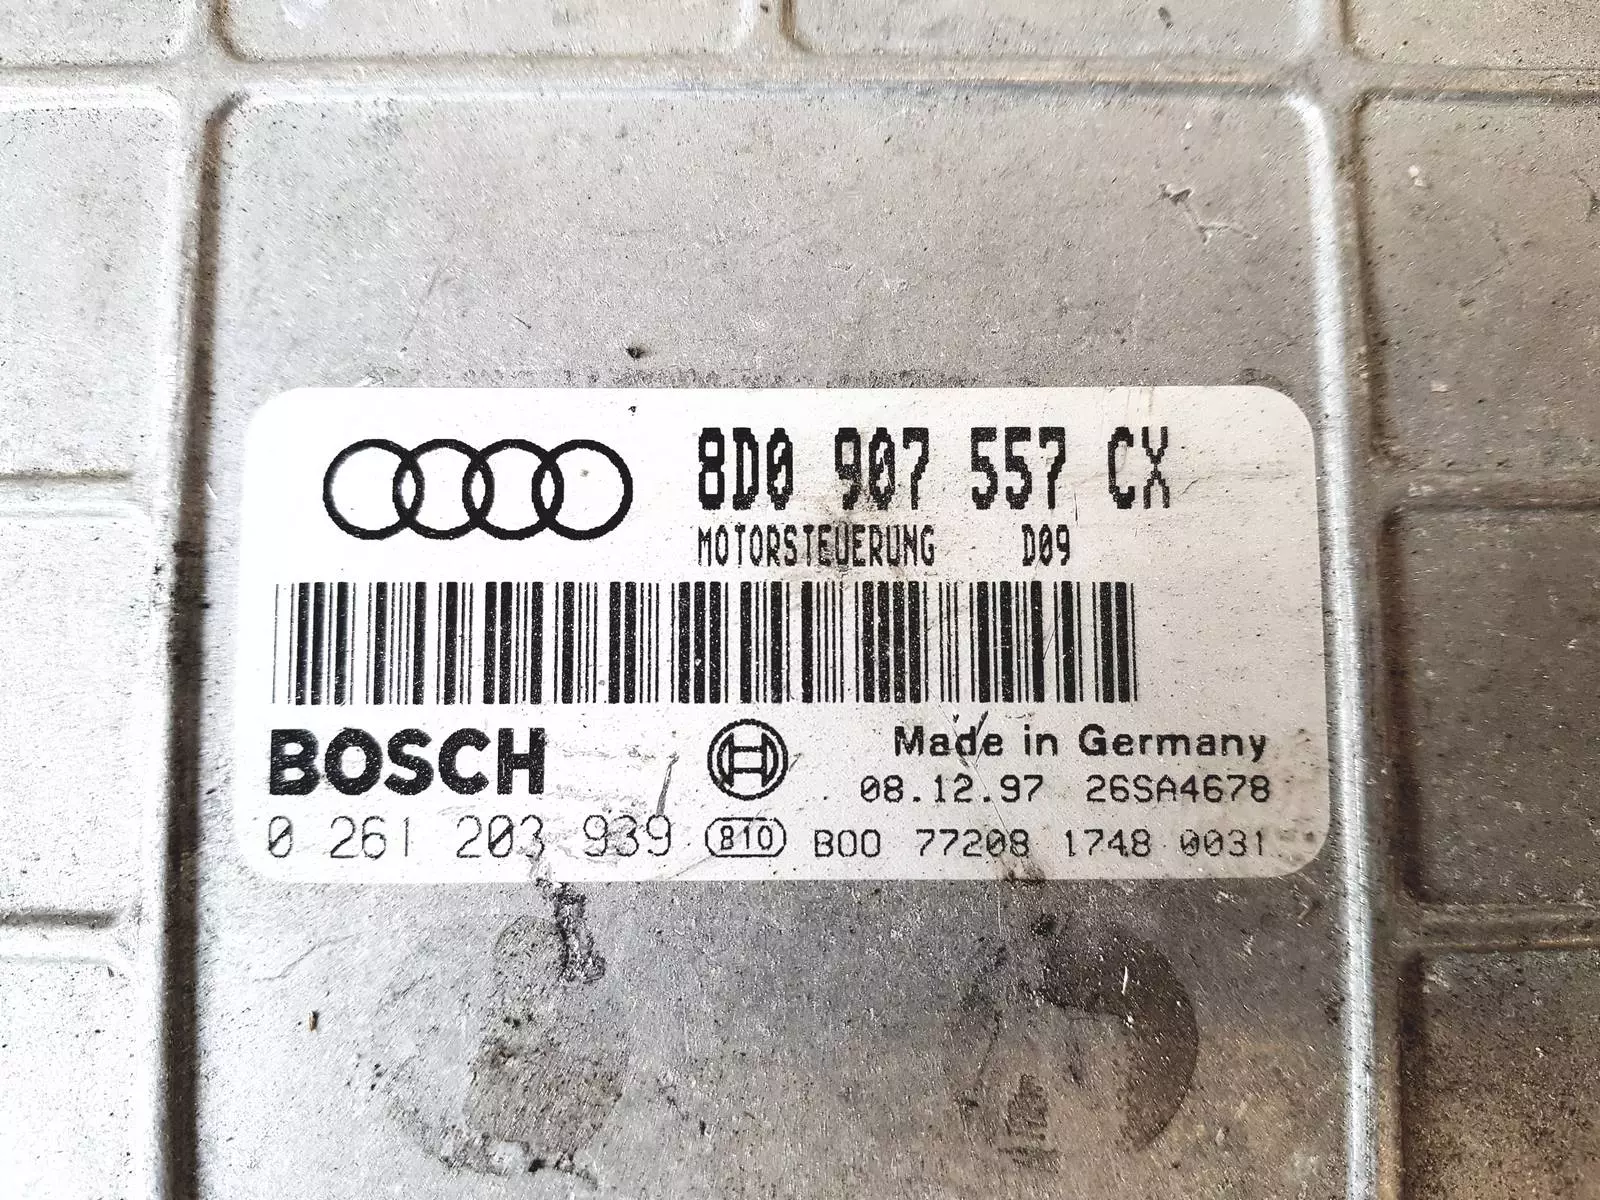 8D0 907 557 CX
MOTORSTEUERUNG D09
BOSCH
Made in Germany
08.12.97 26SA4678
0 261 203 939 810 B00 77208 1748 0031